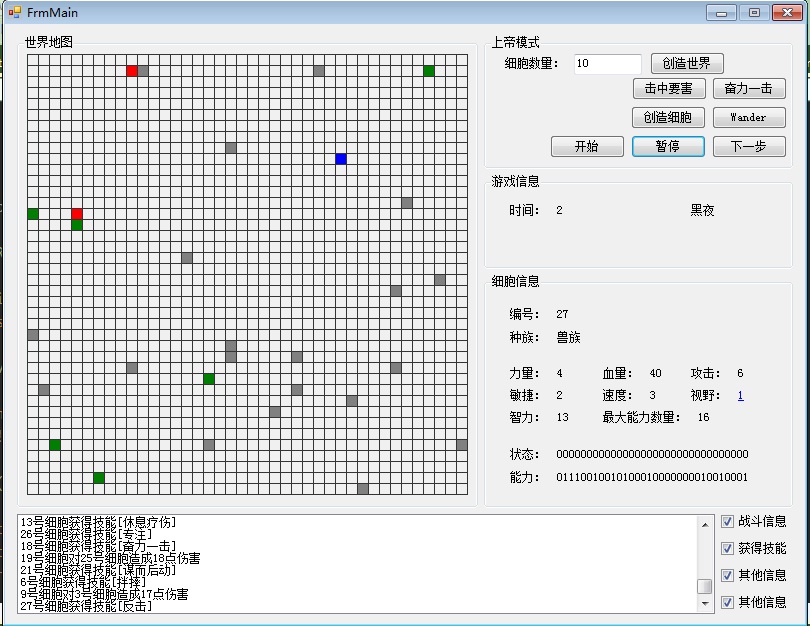 FrmMain
世界地图
上帝模式
细胞数量： 10 创造世界
击中要害 奋力一击
创造细胞 Wander
开始 暂停 下一步
游戏信息
时间： 2 黑夜
细胞信息
编号： 27
种族： 兽族
力量： 4 血量： 40 攻击： 6
敏捷： 2 速度： 3 视野： 1
智力： 13 最大能力数量： 16
状态： 00000000000000000000000000000000
能力： 01110010010100010000000010010001
13号细胞获得技能[休息疗伤]
26号细胞获得技能[专注]
18号细胞获得技能[奋力一击]
19号细胞对25号细胞造成18点伤害
21号细胞获得技能[谋而后动]
6号细胞获得技能[拌摔]
9号细胞对3号细胞造成17点伤害
27号细胞获得技能[反击]
战斗信息
获得技能
其他信息
其他信息